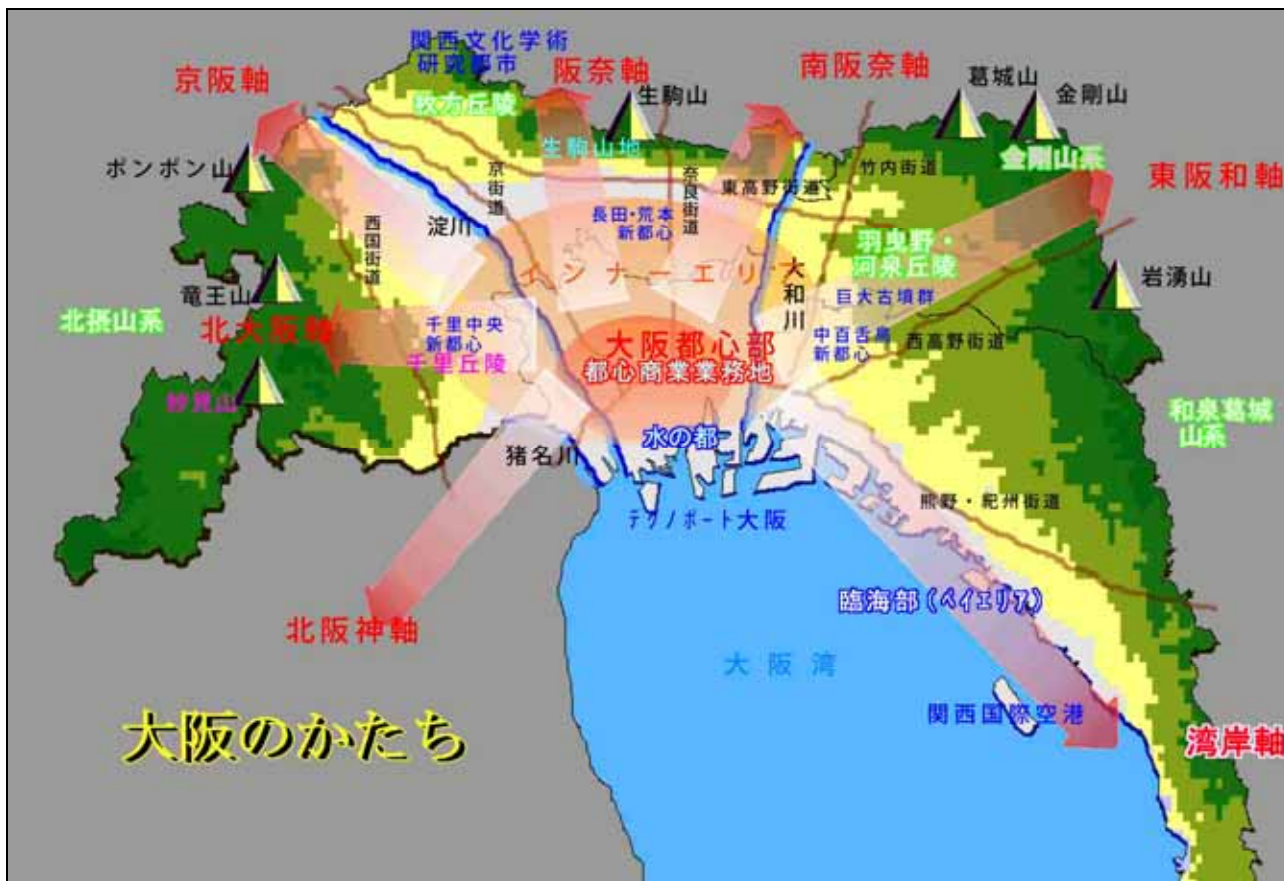 関西文化学術
研究都市
京阪軸
阪奈軸
南阪奈軸
葛城山
金剛山
枚方丘陵
生駒山
ポンポン山
生駒山地
京街道
奈良街道
東高野街道
竹内街道
金剛山系
東阪和軸
西国街道
淀川
長田・荒本
新都心
インナーエリア
大和川
羽曳野・
河泉丘陵
巨大古墳群
岩湧山
竜王山
北摂山系
北大阪軸
千里中央
新都心
千里丘陵
大阪都心部
都心商業業務地
中百舌鳥
新都心
西高野街道
妙見山
和泉葛城
山系
水の都
猪名川
テクノポート大阪
熊野・紀州街道
臨海部(ベイエリア)
北阪神軸
大阪湾
関西国際空港
湾岸軸
大阪のかたち